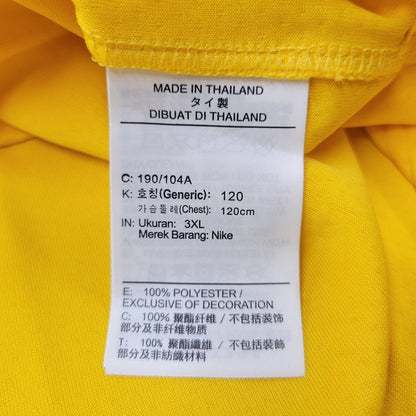 MADE IN THAILAND
タイ製
DIBUAT DI THAILAND
C: 190/104A
K: 호칭(Generic): 120
가슴둘레(Chest): 120cm
IN: Ukuran: 3XL
Merek Barang: Nike
E: 100% POLYESTER /
EXCLUSIVE OF DECORATION
C: 100% 聚酯纤维 / 不包括装饰
部分及非纤维物质
T: 100% 聚酯纖維 / 不包括裝飾
部分及非紡織材料